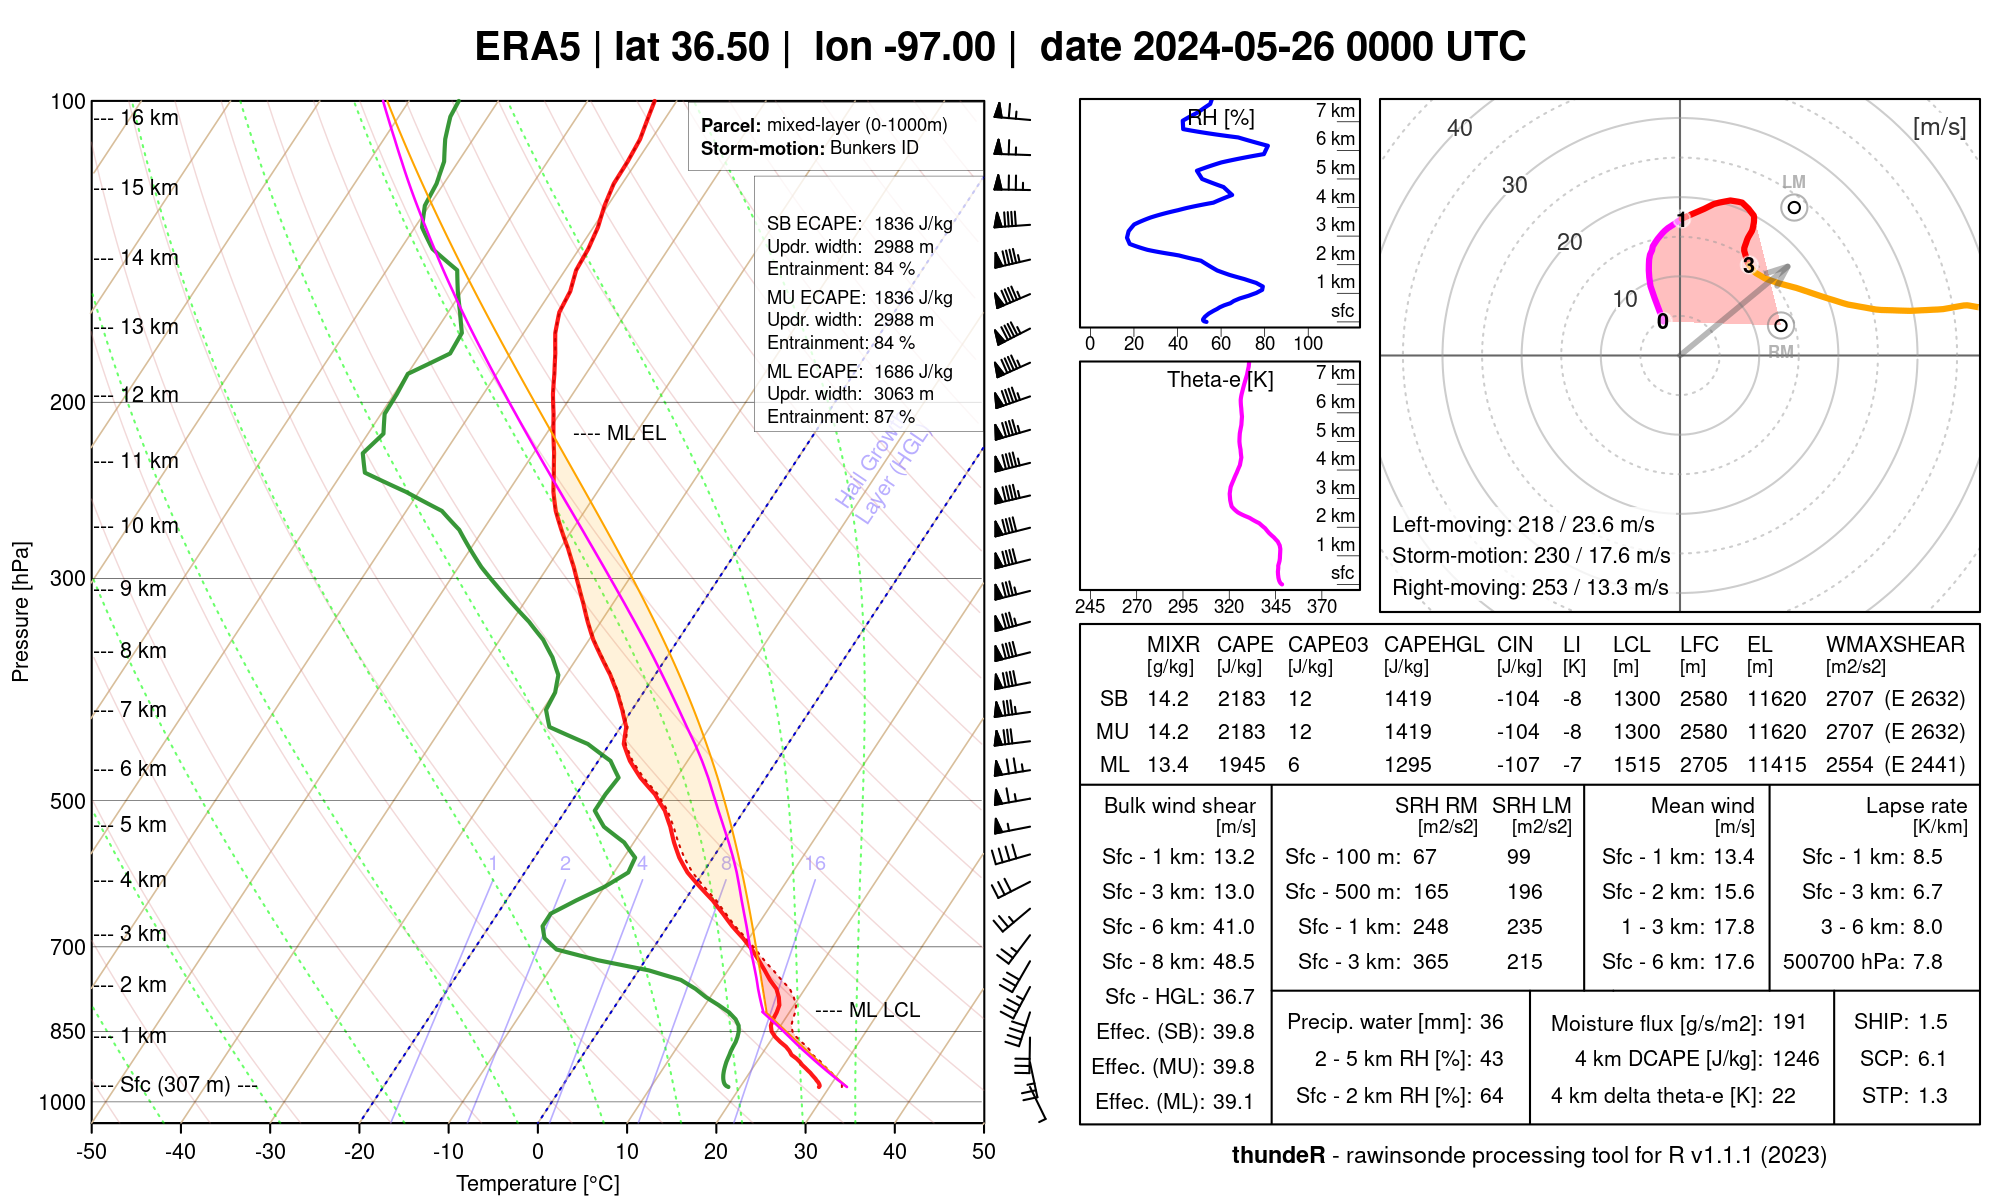 ERA5 | lat 36.50 | lon -97.00 | date 2024-05-26 0000 UTC
Pressure [hPa]
100
200
300
500
700
850
1000
--- 16 km
--- 15 km
--- 14 km
--- 13 km
--- 12 km
--- 11 km
--- 10 km
--- 9 km
--- 8 km
--- 7 km
--- 6 km
--- 5 km
--- 4 km
--- 3 km
--- 2 km
--- 1 km
--- Sfc (307 m) ---
Parcel: mixed-layer (0-1000m)
Storm-motion: Bunkers ID
SB ECAPE: 1836 J/kg
Updr. width: 2988 m
Entrainment: 84 %
MU ECAPE: 1836 J/kg
Updr. width: 2988 m
Entrainment: 84 %
ML ECAPE: 1686 J/kg
Updr. width: 3063 m
Entrainment: 87 %
---- ML EL
Hail Grow
Layer (HGL
1 2 4 8 16
---- ML LCL
-50 -40 -30 -20 -10 0 10 20 30 40 50
Temperature [°C]
RH [%]
7 km
6 km
5 km
4 km
3 km
2 km
1 km
sfc
0 20 40 60 80 100
Theta-e [K]
7 km
6 km
5 km
4 km
3 km
2 km
1 km
sfc
245 270 295 320 345 370
[m/s]
40
30
20
10
LM
1
3
0
RM
Left-moving: 218 / 23.6 m/s
Storm-motion: 230 / 17.6 m/s
Right-moving: 253 / 13.3 m/s
MIXR CAPE CAPE03 CAPEHGL CIN LI LCL LFC EL WMAXSHEAR
[g/kg] [J/kg] [J/kg] [J/kg] [J/kg] [K] [m] [m] [m] [m2/s2]
SB 14.2 2183 12 1419 -104 -8 1300 2580 11620 2707 (E 2632)
MU 14.2 2183 12 1419 -104 -8 1300 2580 11620 2707 (E 2632)
ML 13.4 1945 6 1295 -107 -7 1515 2705 11415 2554 (E 2441)
Bulk wind shear
[m/s]
Sfc - 1 km: 13.2
Sfc - 3 km: 13.0
Sfc - 6 km: 41.0
Sfc - 8 km: 48.5
Sfc - HGL: 36.7
Effec. (SB): 39.8
Effec. (MU): 39.8
Effec. (ML): 39.1
SRH RM SRH LM
[m2/s2] [m2/s2]
Sfc - 100 m: 67 99
Sfc - 500 m: 165 196
Sfc - 1 km: 248 235
Sfc - 3 km: 365 215
Mean wind
[m/s]
Sfc - 1 km: 13.4
Sfc - 2 km: 15.6
1 - 3 km: 17.8
Sfc - 6 km: 17.6
Lapse rate
[K/km]
Sfc - 1 km: 8.5
Sfc - 3 km: 6.7
3 - 6 km: 8.0
500700 hPa: 7.8
Precip. water [mm]: 36
2 - 5 km RH [%]: 43
Sfc - 2 km RH [%]: 64
Moisture flux [g/s/m2]: 191
4 km DCAPE [J/kg]: 1246
4 km delta theta-e [K]: 22
SHIP: 1.5
SCP: 6.1
STP: 1.3
thundeR - rawinsonde processing tool for R v1.1.1 (2023)